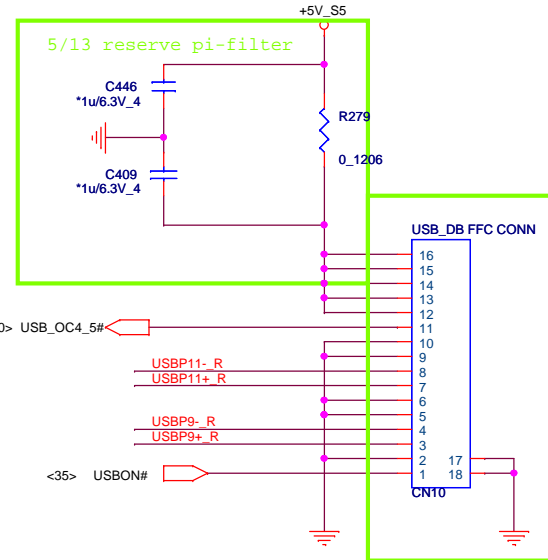 +5V_S5
5/13 reserve pi-filter
C446
*1u/6.3V_4
R279
0_1206
C409
*1u/6.3V_4
USB_DB FFC CONN
16
15
14
13
12
0> USB_OC4_5# 11
10
9
USBP11-_R 8
USBP11+_R 7
6
5
USBP9-_R 4
USBP9+_R 3
2 17
<35> USBON# 1 18
CN10